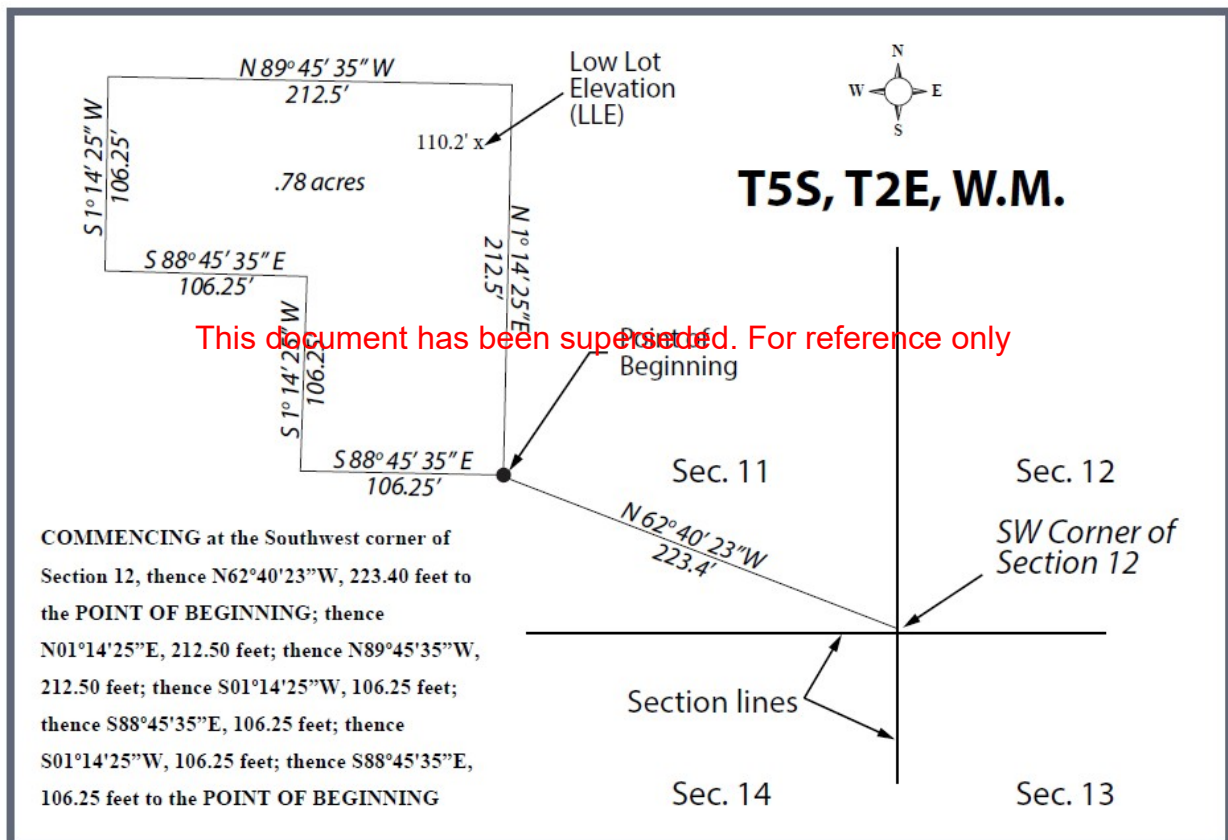 N 89° 45' 35" W
212.5'
Low Lot
Elevation
(LLE)
N
W
E
S
110.2' x
S 1° 14' 25" W
106.25'
.78 acres
T5S, T2E, W.M.
N 1° 14' 25" E
212.5'
S 88° 45' 35" E
106.25'
This document has been superseded. For reference only
Point of
Beginning
S 1° 14' 25" W
106.25'
S 88° 45' 35" E
106.25'
Sec. 11
Sec. 12
N 62° 40' 23" W
223.4'
SW Corner of
Section 12
COMMENCING at the Southwest corner of
Section 12, thence N62°40'23"W, 223.40 feet to
the POINT OF BEGINNING; thence
N01°14'25"E, 212.50 feet; thence N89°45'35"W,
212.50 feet; thence S01°14'25"W, 106.25 feet;
thence S88°45'35"E, 106.25 feet; thence
S01°14'25"W, 106.25 feet; thence S88°45'35"E,
106.25 feet to the POINT OF BEGINNING
Section lines
Sec. 14
Sec. 13